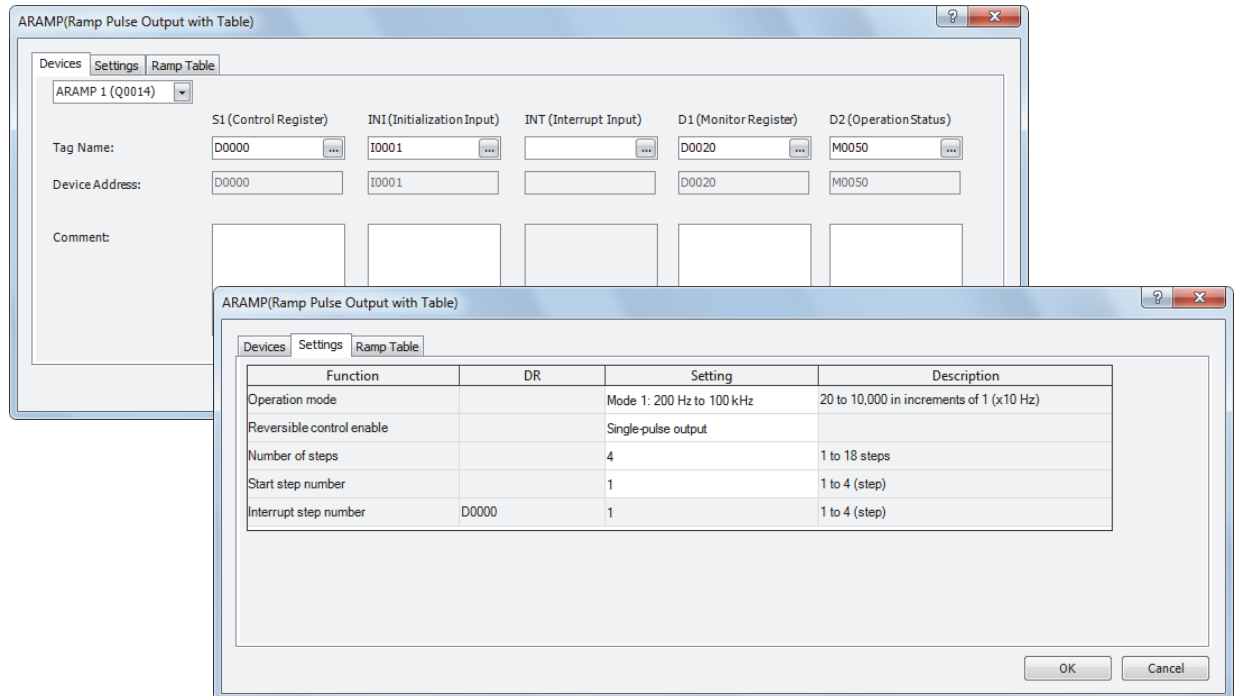 ARAMP(Ramp Pulse Output with Table)
Devices Settings Ramp Table
ARAMP 1 (Q0014)
S1 (Control Register) INI (Initialization Input) INT (Interrupt Input) D1 (Monitor Register) D2 (Operation Status)
Tag Name: D0000 ... I0001 ... ... D0020 ... M0050 ...
Device Address: D0000 I0001 D0020 M0050
Comment:
ARAMP(Ramp Pulse Output with Table)
Devices Settings Ramp Table
Function DR Setting Description
Operation mode Mode 1: 200 Hz to 100 kHz 20 to 10,000 in increments of 1 (x10 Hz)
Reversible control enable Single-pulse output
Number of steps 4 1 to 18 steps
Start step number 1 1 to 4 (step)
Interrupt step number D0000 1 1 to 4 (step)
OK Cancel